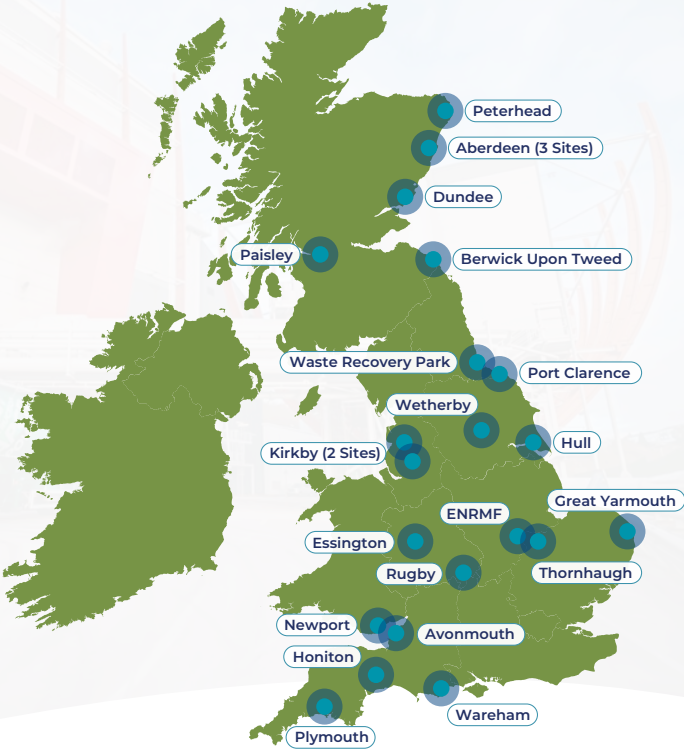 Peterhead
Aberdeen (3 Sites)
Dundee
Paisley
Berwick Upon Tweed
Waste Recovery Park
Port Clarence
Wetherby
Hull
Kirkby (2 Sites)
Great Yarmouth
ENRMF
Essington
Thornhaugh
Rugby
Newport
Avonmouth
Honiton
Wareham
Plymouth